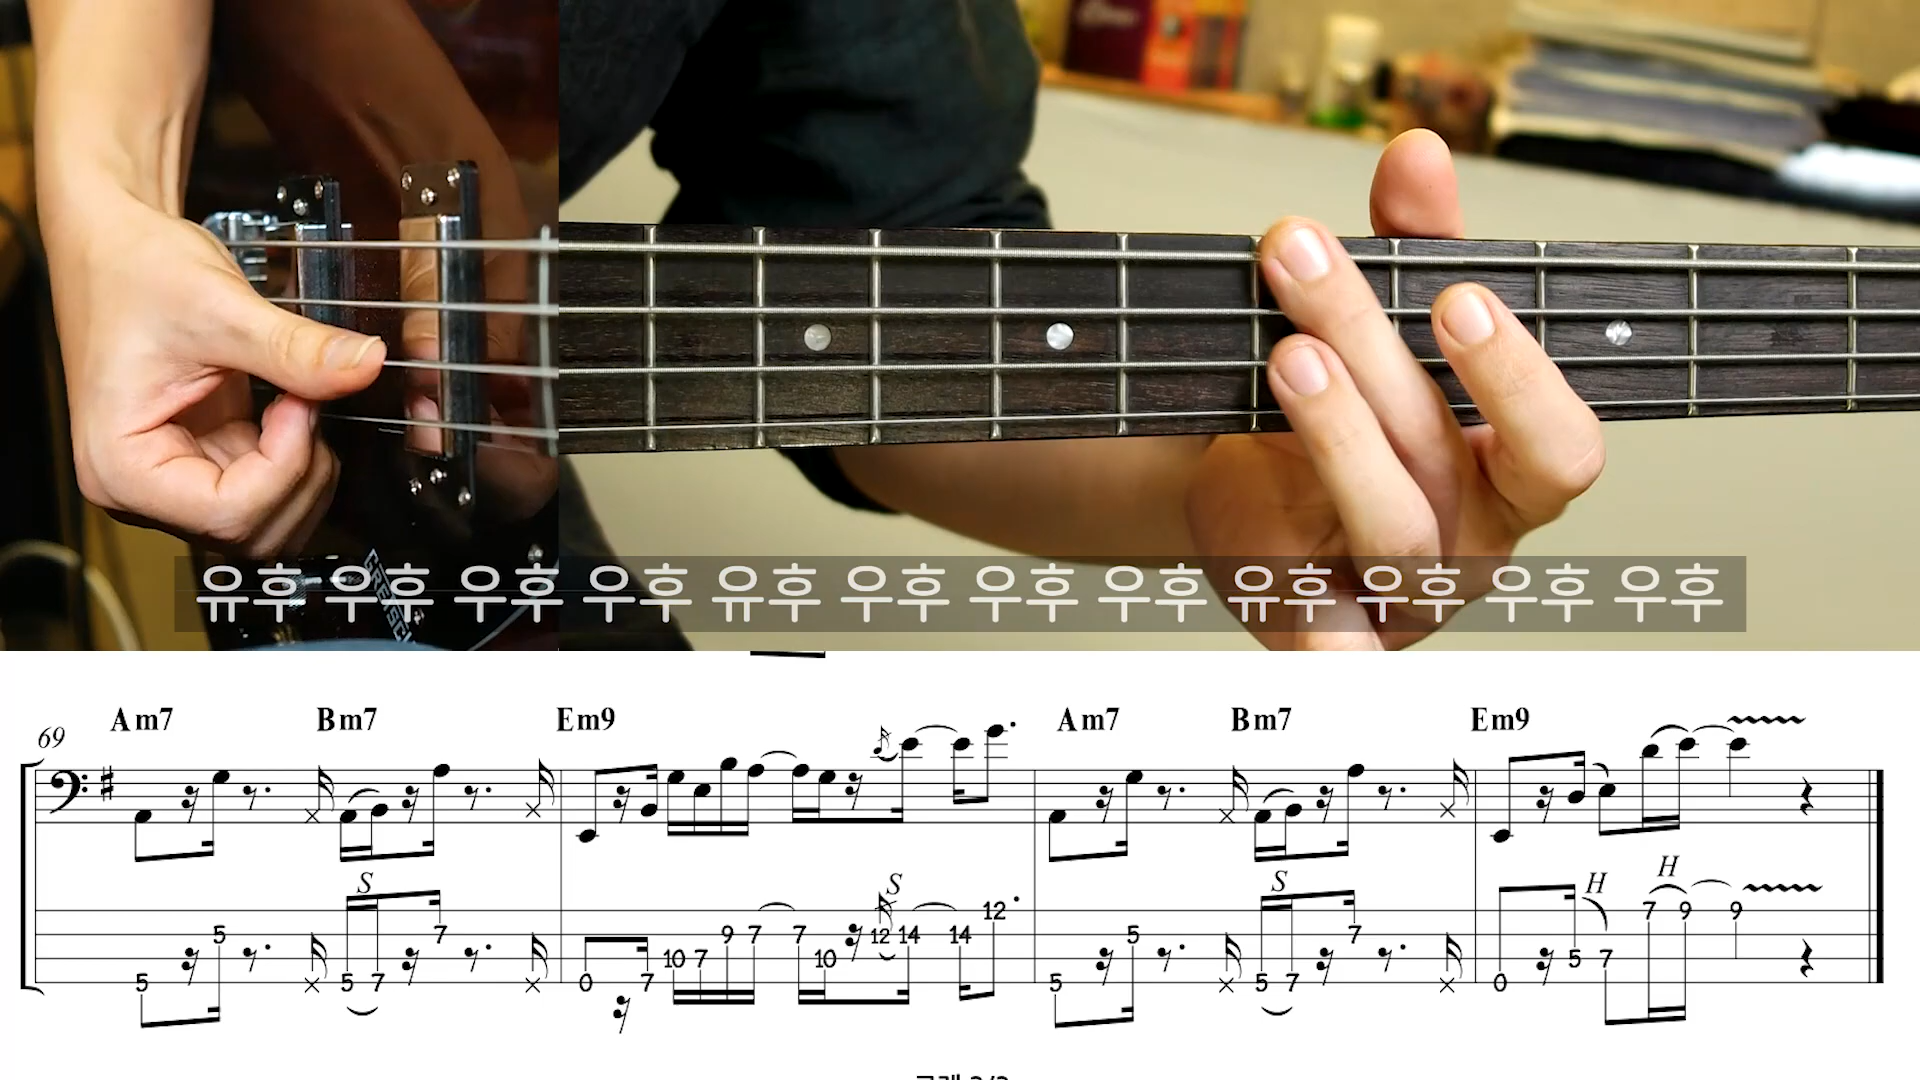 GRETSCH
유후 우후 우후 우후 유후 우후 우후 우후 유후 우후 우후 우후
Am7 Bm7 Em9 Am7 Bm7 Em9
69
S S S H H
12 7 9 9
5 7 9 7 7 12 14 14 5 7
10 7 10 5 7
5 5 7 0 7 5 5 7 0